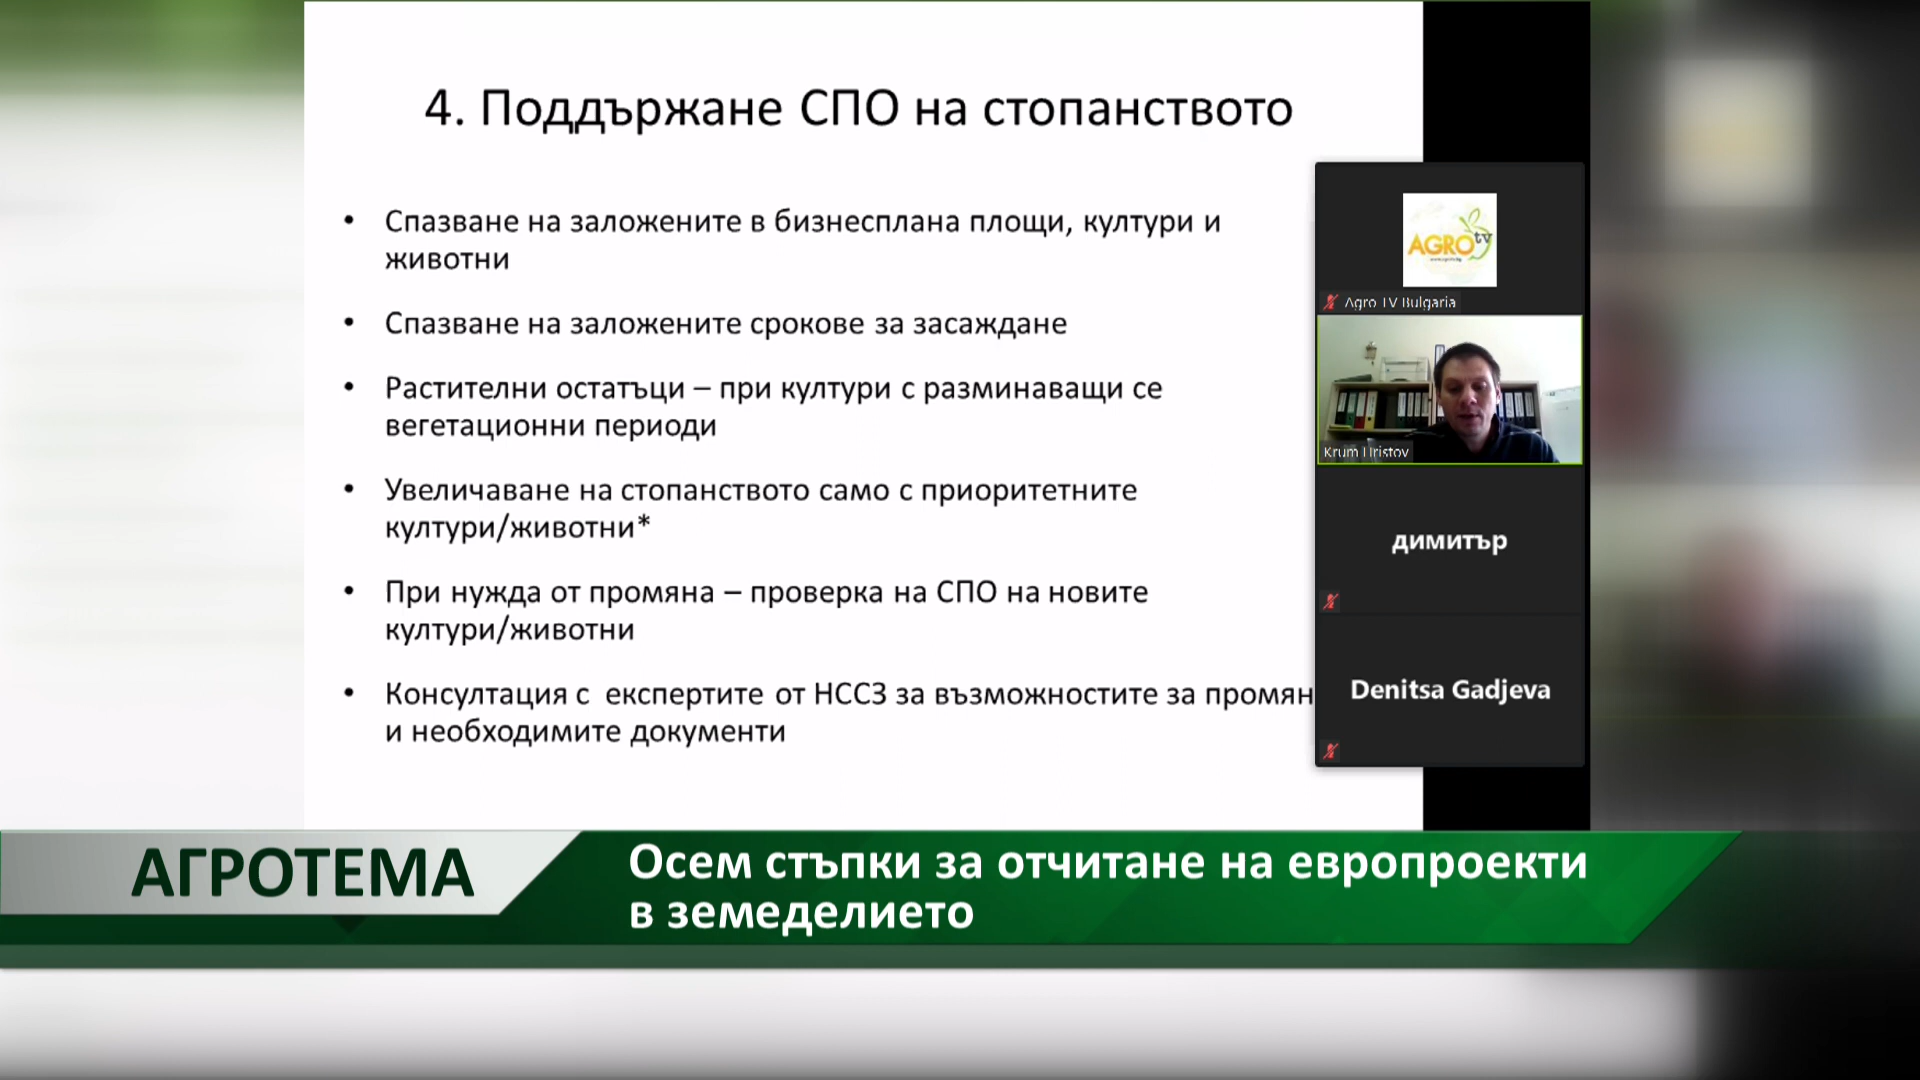 4. Поддържане СПО на стопанството
• Спазване на заложените в бизнесплана площи, култури и
животни
• Спазване на заложените срокове за засаждане
• Растителни остатъци – при култури с разминаващи се
вегетационни периоди
• Увеличаване на стопанството само с приоритетните
култури/животни*
• При нужда от промяна – проверка на СПО на новите
култури/животни
• Консултация с експертите от НССЗ за възможностите за промян
и необходимите документи
AGRO tv
Agro TV Bulgaria
Krum Hristov
димитър
Denitsa Gadjeva
АГРОТЕМА
Осем стъпки за отчитане на европроекти
в земеделието